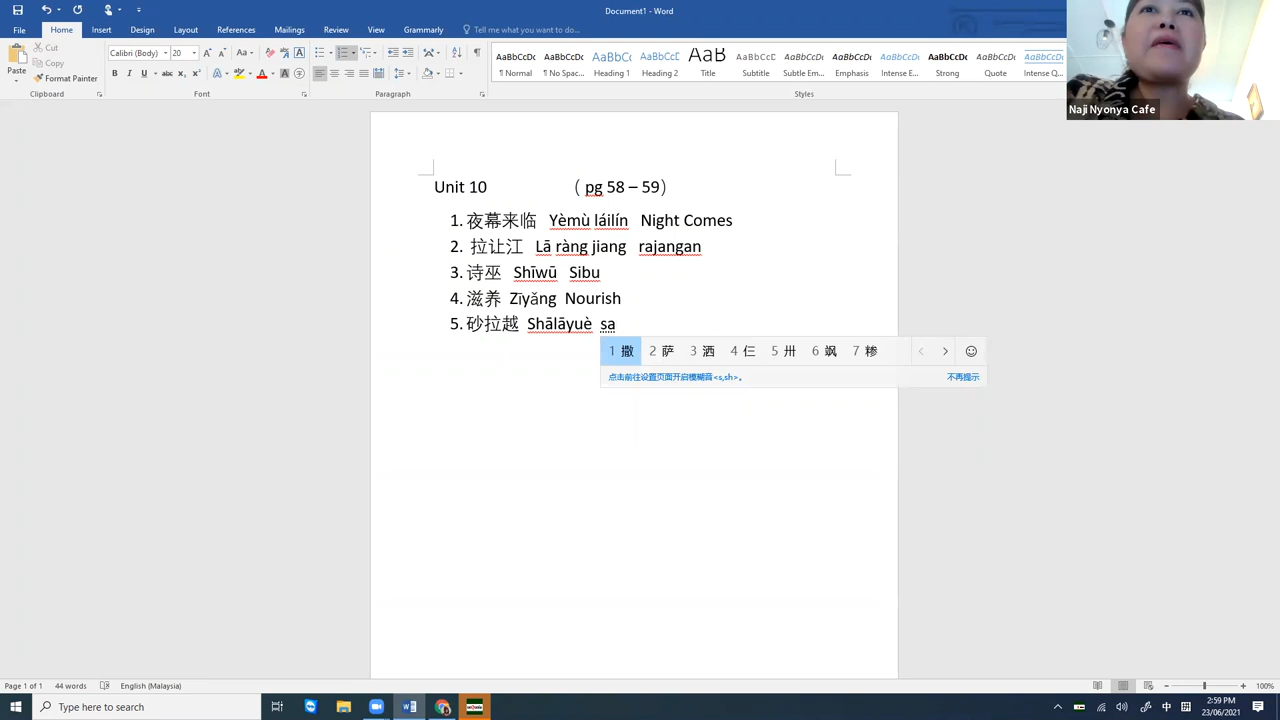 Document1 - Word
File Home Insert Design Layout References Mailings Review View Grammarly Tell me what you want to do...
Cut
Copy
Format Painter
Paste
Calibri (Body) 20
AaBbCcDc AaBbCcDc AaBbC AaBbCcD AaB AaBbCcD AaBbCcDc AaBbCcDc AaBbCcDc AaBbCcDc AaBbCcDc AaBbCcDc
¶ Normal ¶ No Spac... Heading 1 Heading 2 Title Subtitle Subtle Em... Emphasis Intense E... Strong Quote Intense Q...
Clipboard Font Paragraph Styles
Naji Nyonya Cafe
Unit 10 （ pg 58 – 59）
1. 夜幕来临 Yèmù láilín Night Comes
2. 拉让江 Lā ràng jiang rajangan
3. 诗巫 Shīwū Sibu
4. 滋养 Zīyǎng Nourish
5. 砂拉越 Shālāyuè sa
1 撒 2 萨 3 洒 4 仨 5 卅 6 飒 7 糁
点击前往设置页面开启模糊音<s,sh>。 不再提示
Page 1 of 1 44 words English (Malaysia) 100%
Type here to search
中 拼
2:59 PM
23/06/2021